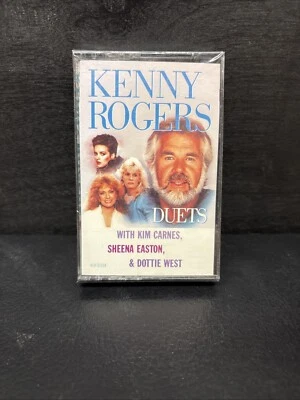 KENNY
ROGERS
DUETS
WITH KIM CARNES,
SHEENA EASTON,
& DOTTIE WEST